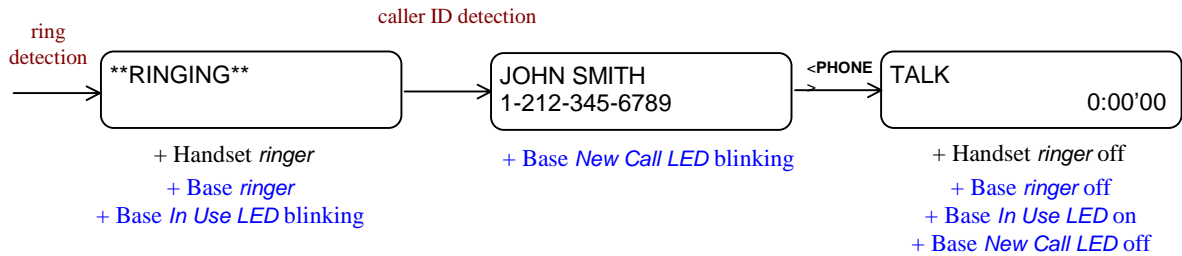 caller ID detection
ring
detection
**RINGING**
JOHN SMITH
1-212-345-6789
<PHONE
>
TALK
0:00'00
+ Handset ringer
+ Base ringer
+ Base In Use LED blinking
+ Base New Call LED blinking
+ Handset ringer off
+ Base ringer off
+ Base In Use LED on
+ Base New Call LED off